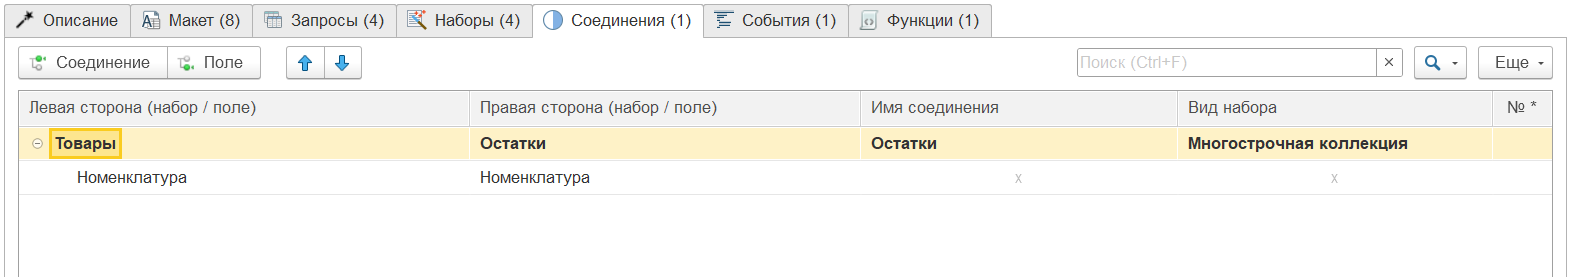 Описание Макет (8) Запросы (4) Наборы (4) Соединения (1) События (1) Функции (1)
Соединение Поле Поиск (Ctrl+F) × Еще
Левая сторона (набор / поле) Правая сторона (набор / поле) Имя соединения Вид набора № *
Товары Остатки Остатки Многострочная коллекция
Номенклатура Номенклатура x x